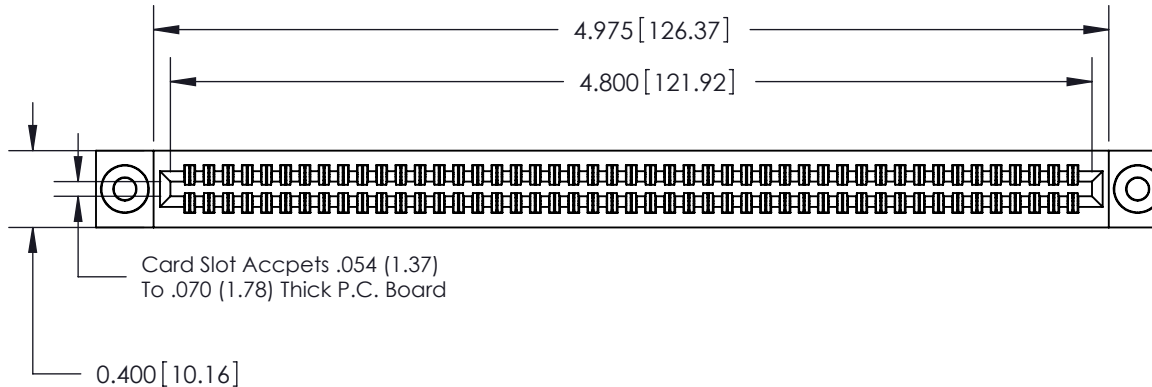 4.975 [126.37]
4.800 [121.92]
Card Slot Accpets .054 (1.37)
To .070 (1.78) Thick P.C. Board
0.400 [10.16]